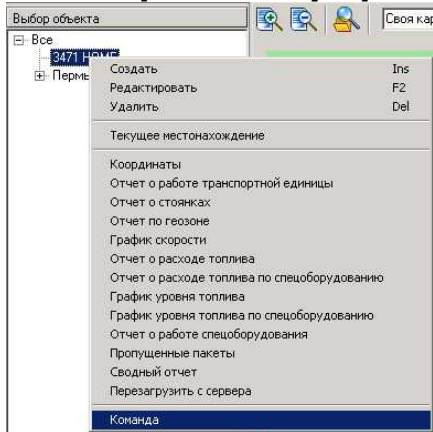 Выбор объекта
Своя
Все
3471
Создать Ins
Редактировать F2
Удалить Del
Текущее местонахождение
Координаты
Отчет о работе транспортной единицы
Отчет о стоянках
Отчет по геозоне
График скорости
Отчет о расходе топлива
Отчет о расходе топлива по спецоборудованию
График уровня топлива
График уровня топлива по спецоборудованию
Отчет о работе спецоборудования
Пропущенные пакеты
Сводный отчет
Перезагрузить с сервера
Команда